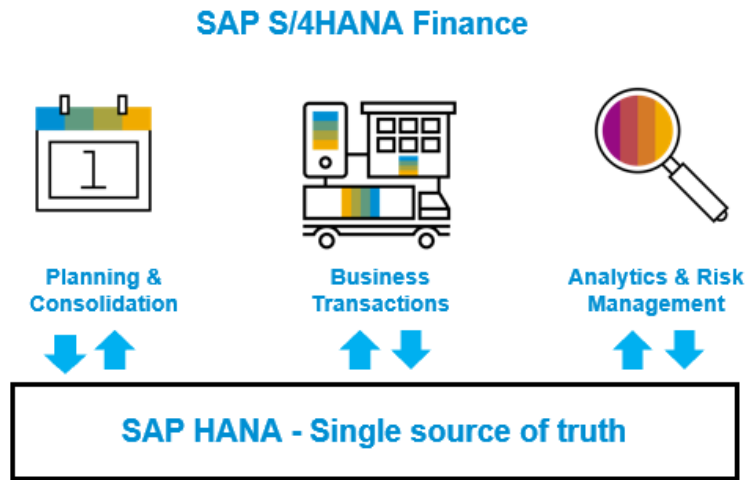 SAP S/4HANA Finance
1
Planning &
Consolidation
Business
Transactions
Analytics & Risk
Management
SAP HANA - Single source of truth